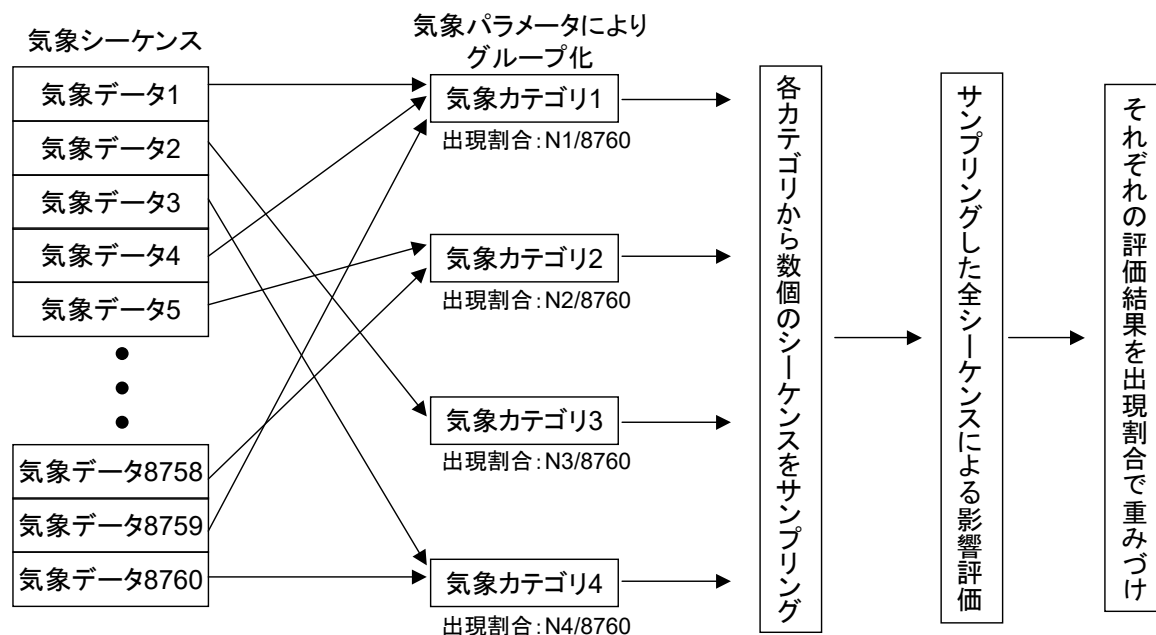 気象シーケンス
気象データ1
気象データ2
気象データ3
気象データ4
気象データ5
気象データ8758
気象データ8759
気象データ8760
気象パラメータにより
グループ化
気象カテゴリ1
出現割合：N1/8760
気象カテゴリ2
出現割合：N2/8760
気象カテゴリ3
出現割合：N3/8760
気象カテゴリ4
出現割合：N4/8760
各カテゴリから数個のシーケンスをサンプリング
サンプリングした全シーケンスによる影響評価
それぞれの評価結果を出現割合で重みづけ